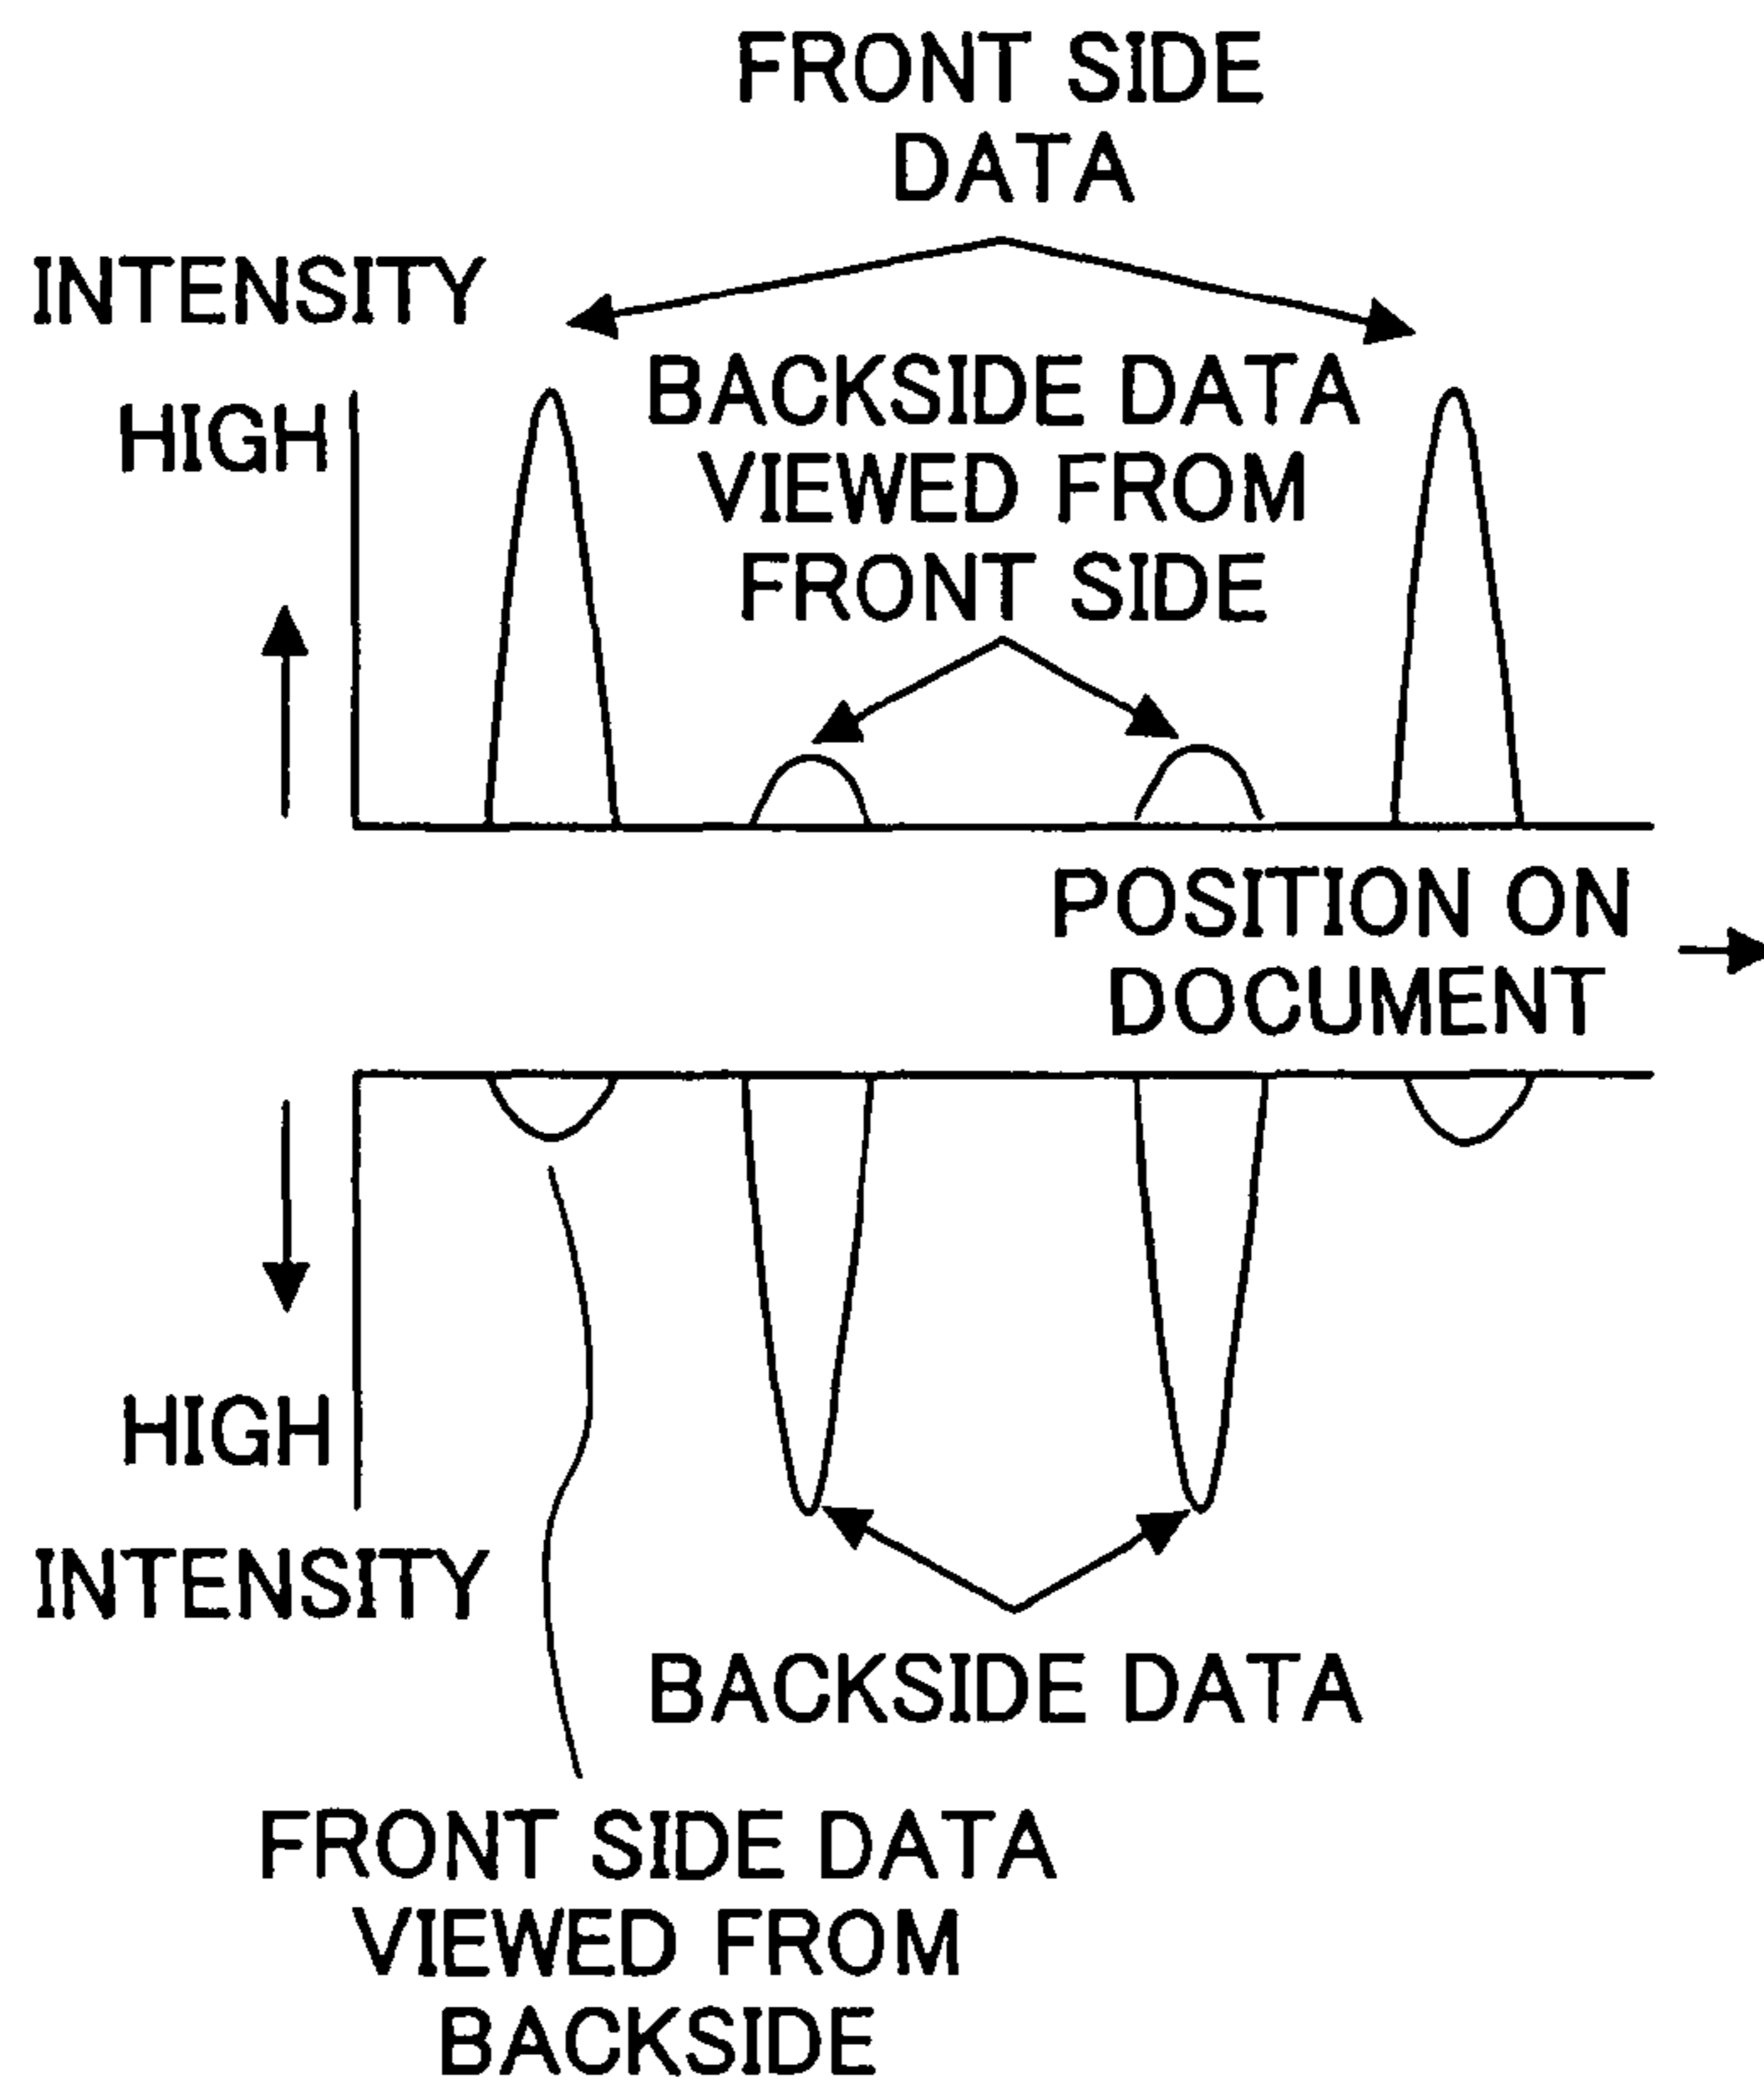 FRONT SIDE
DATA
INTENSITY
HIGH
BACKSIDE DATA
VIEWED FROM
FRONT SIDE
POSITION ON
DOCUMENT
HIGH
INTENSITY
BACKSIDE DATA
FRONT SIDE DATA
VIEWED FROM
BACKSIDE